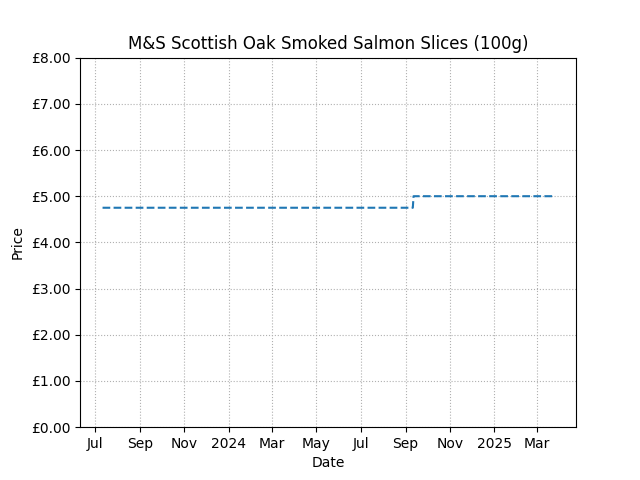 M&S Scottish Oak Smoked Salmon Slices (100g)
£8.00
£7.00
£6.00
£5.00
£4.00
£3.00
£2.00
£1.00
£0.00
Price
Jul Sep Nov 2024 Mar May Jul Sep Nov 2025 Mar
Date